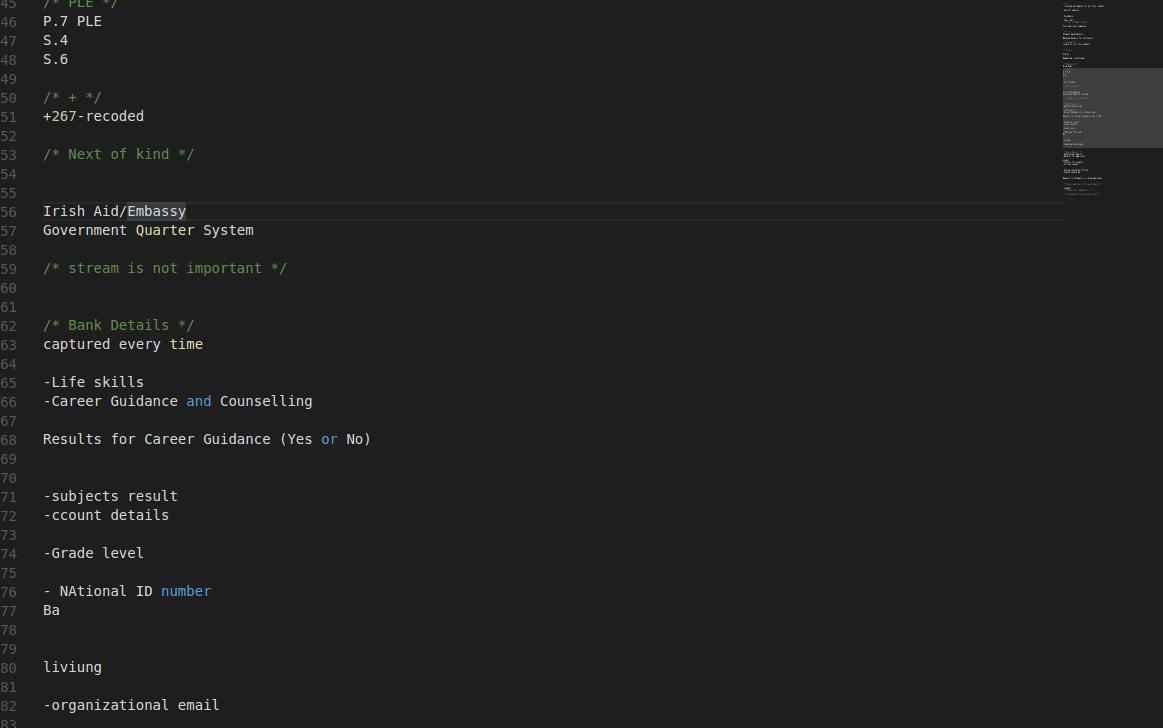 45 /* PLE */
46 P.7 PLE
47 S.4
48 S.6
49
50 /* + */
51 +267-recoded
52
53 /* Next of kind */
54
55
56 Irish Aid/Embassy
57 Government Quarter System
58
59 /* stream is not important */
60
61
62 /* Bank Details */
63 captured every time
64
65 -Life skills
66 -Career Guidance and Counselling
67
68 Results for Career Guidance (Yes or No)
69
70
71 -subjects result
72 -ccount details
73
74 -Grade level
75
76 - NAtional ID number
77 Ba
78
79
80 liviung
81
82 -organizational email
83